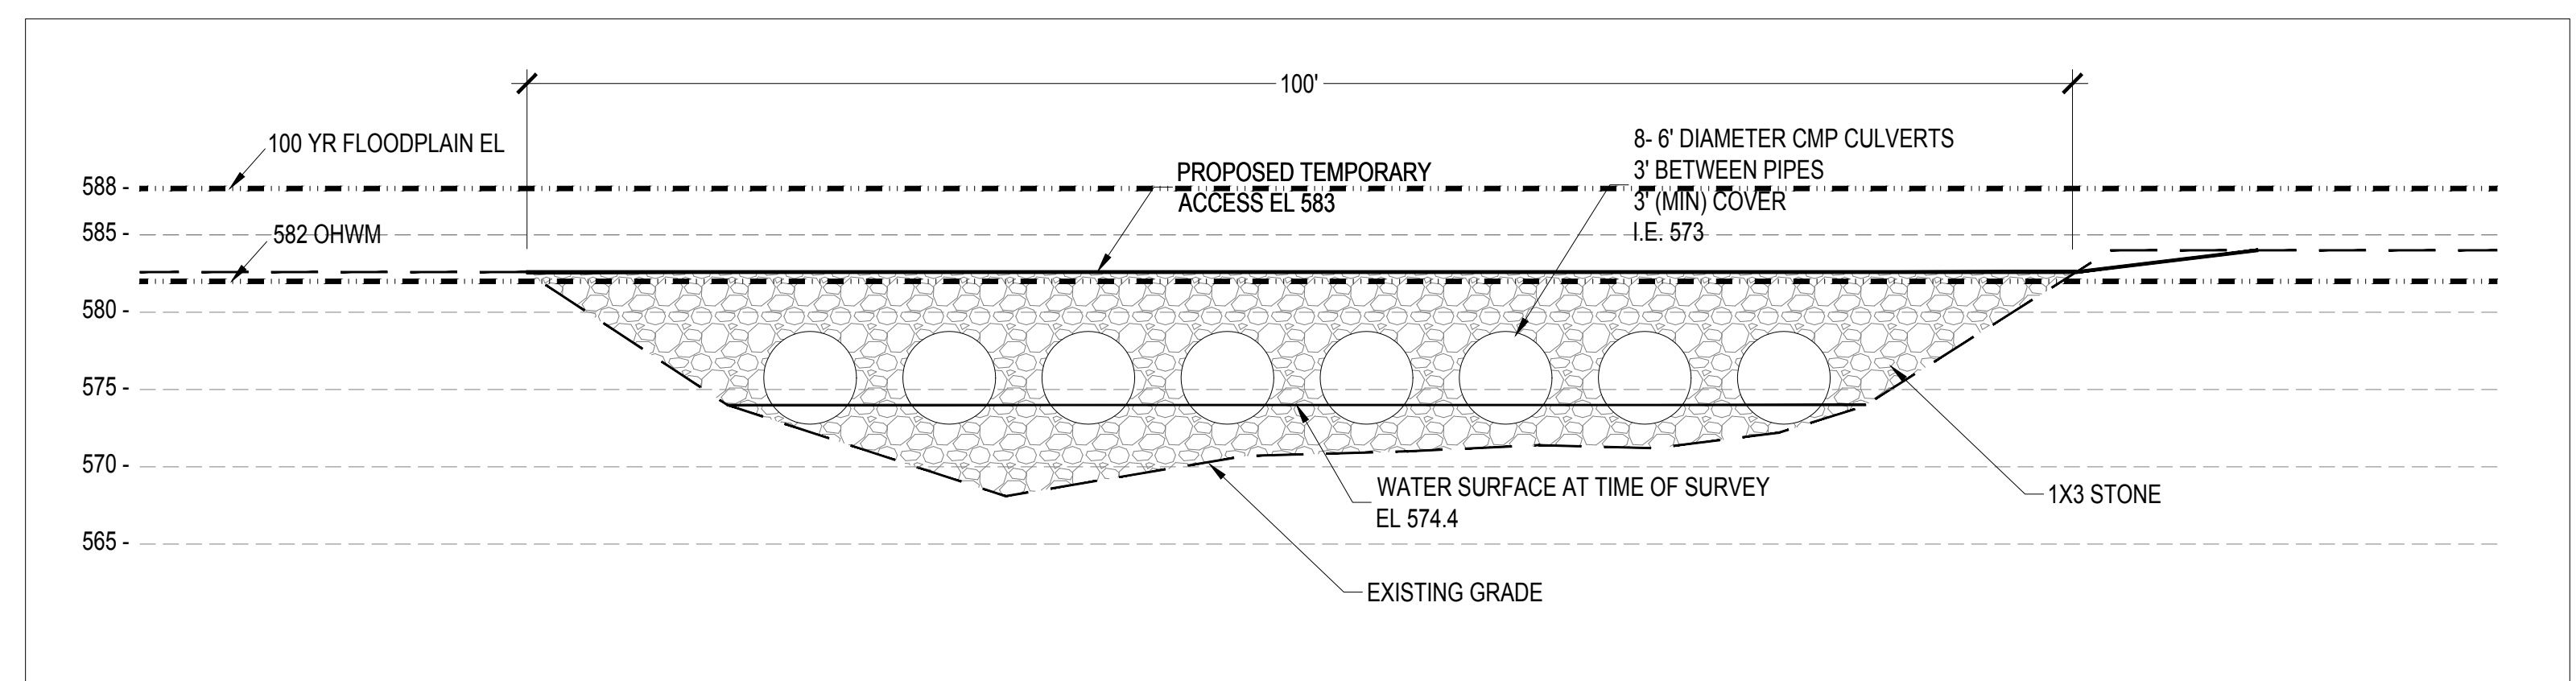 100'
100 YR FLOODPLAIN EL
8- 6' DIAMETER CMP CULVERTS
3' BETWEEN PIPES
3' (MIN) COVER
I.E. 573
PROPOSED TEMPORARY
ACCESS EL 583
588 -
585 -
582 OHWM
580 -
575 -
570 -
565 -
WATER SURFACE AT TIME OF SURVEY
EL 574.4
1X3 STONE
EXISTING GRADE